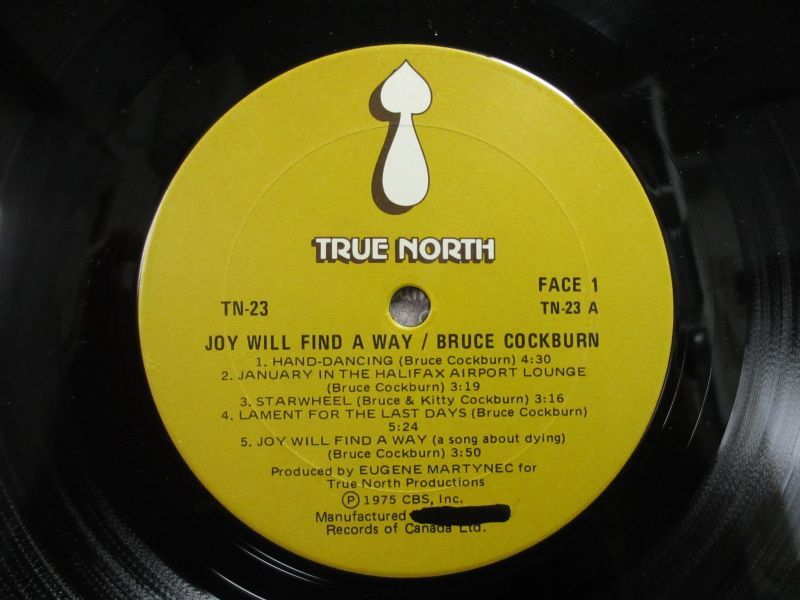 TRUE NORTH
FACE 1
TN-23
TN-23 A
JOY WILL FIND A WAY / BRUCE COCKBURN
1. HAND-DANCING (Bruce Cockburn) 4:30
2. JANUARY IN THE HALIFAX AIRPORT LOUNGE
(Bruce Cockburn) 3:19
3. STARWHEEL (Bruce & Kitty Cockburn) 3:16
4. LAMENT FOR THE LAST DAYS (Bruce Cockburn)
5:24
5. JOY WILL FIND A WAY (a song about dying)
(Bruce Cockburn) 3:50
Produced by EUGENE MARTYNEC for
True North Productions
Ⓟ 1975 CBS, Inc.
Manufactured
Records of Canada Ltd.